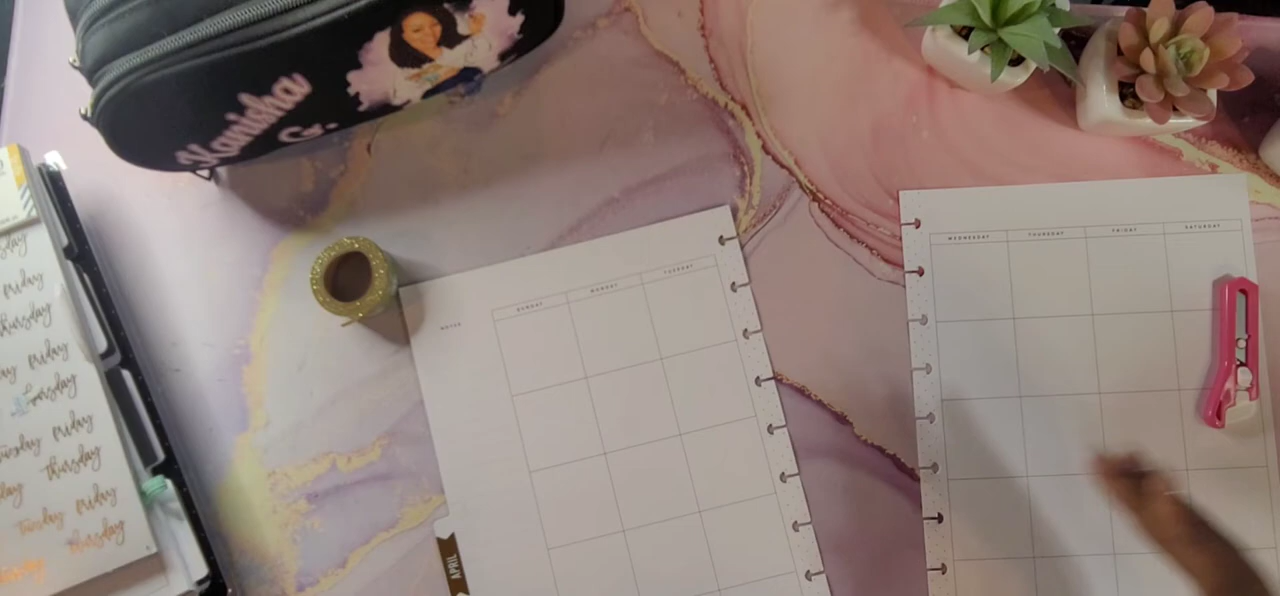 Kanisha
G.
day
friday
thursday
friday
thursday
tuesday friday
thursday
tuesday friday
thursday
NOTES
SUNDAY MONDAY TUESDAY
WEDNESDAY THURSDAY FRIDAY SATURDAY
APRIL